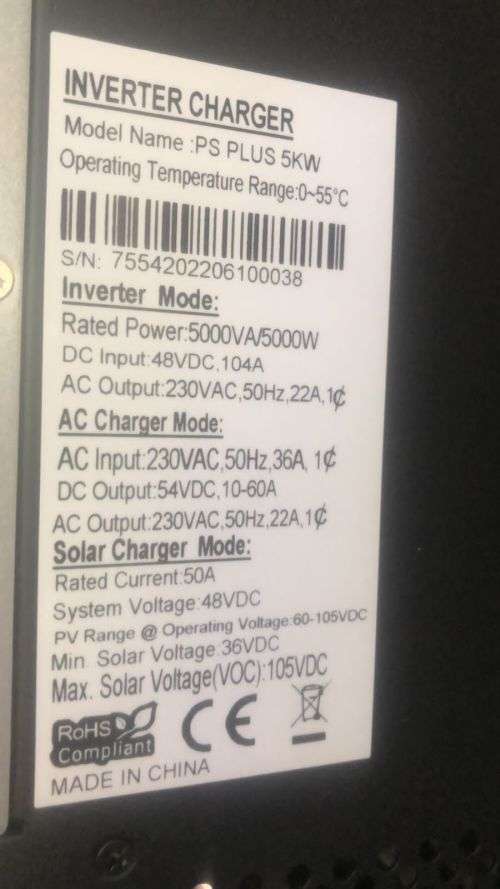 INVERTER CHARGER
Model Name :PS PLUS 5KW
Operating Temperature Range:0~55°C
S/N: 7554202206100038
Inverter Mode:
Rated Power:5000VA/5000W
DC Input:48VDC,104A
AC Output:230VAC,50Hz,22A,1¢
AC Charger Mode:
AC Input:230VAC,50Hz,36A, 1¢
DC Output:54VDC,10-60A
AC Output:230VAC,50Hz,22A,1¢
Solar Charger Mode:
Rated Current:50A
System Voltage:48VDC
PV Range @ Operating Voltage:60-105VDC
Min. Solar Voltage:36VDC
Max. Solar Voltage(VOC):105VDC
RoHS
Compliant
CE
MADE IN CHINA